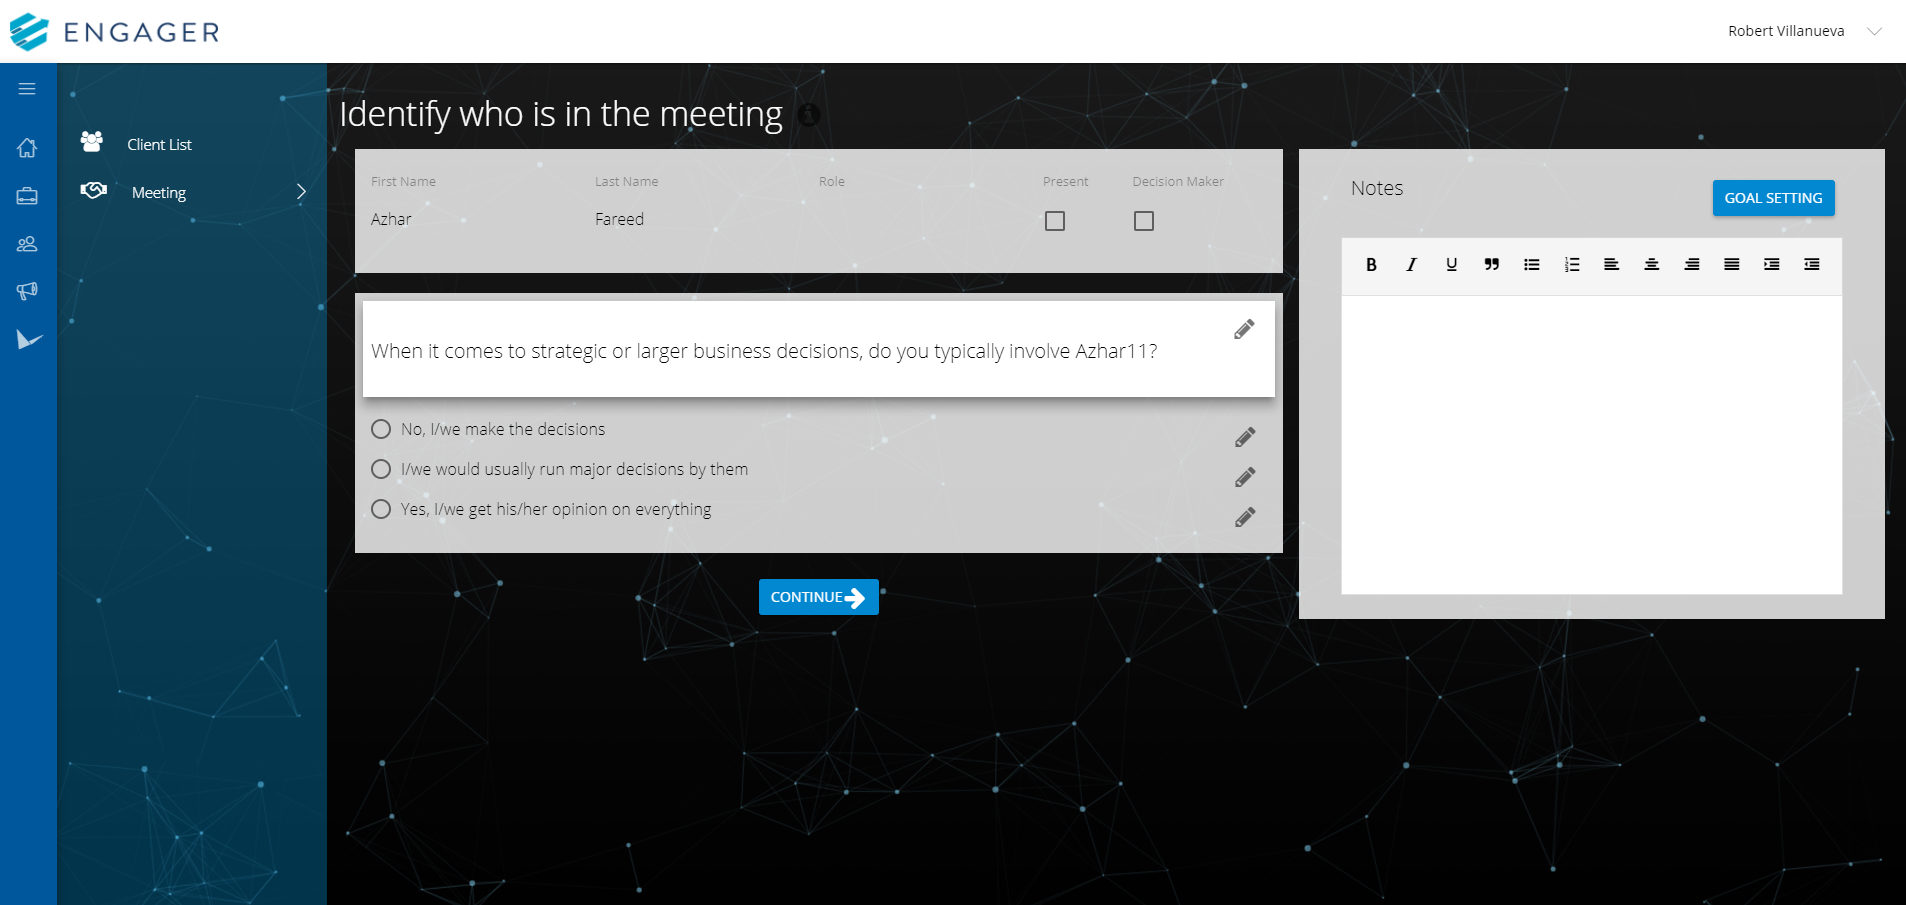 ENGAGER
Robert Villanueva
Client List
Meeting
Identify who is in the meeting
First Name Last Name Role Present Decision Maker
Azhar Fareed
When it comes to strategic or larger business decisions, do you typically involve Azhar11?
No, I/we make the decisions
I/we would usually run major decisions by them
Yes, I/we get his/her opinion on everything
CONTINUE
Notes
GOAL SETTING
B I U